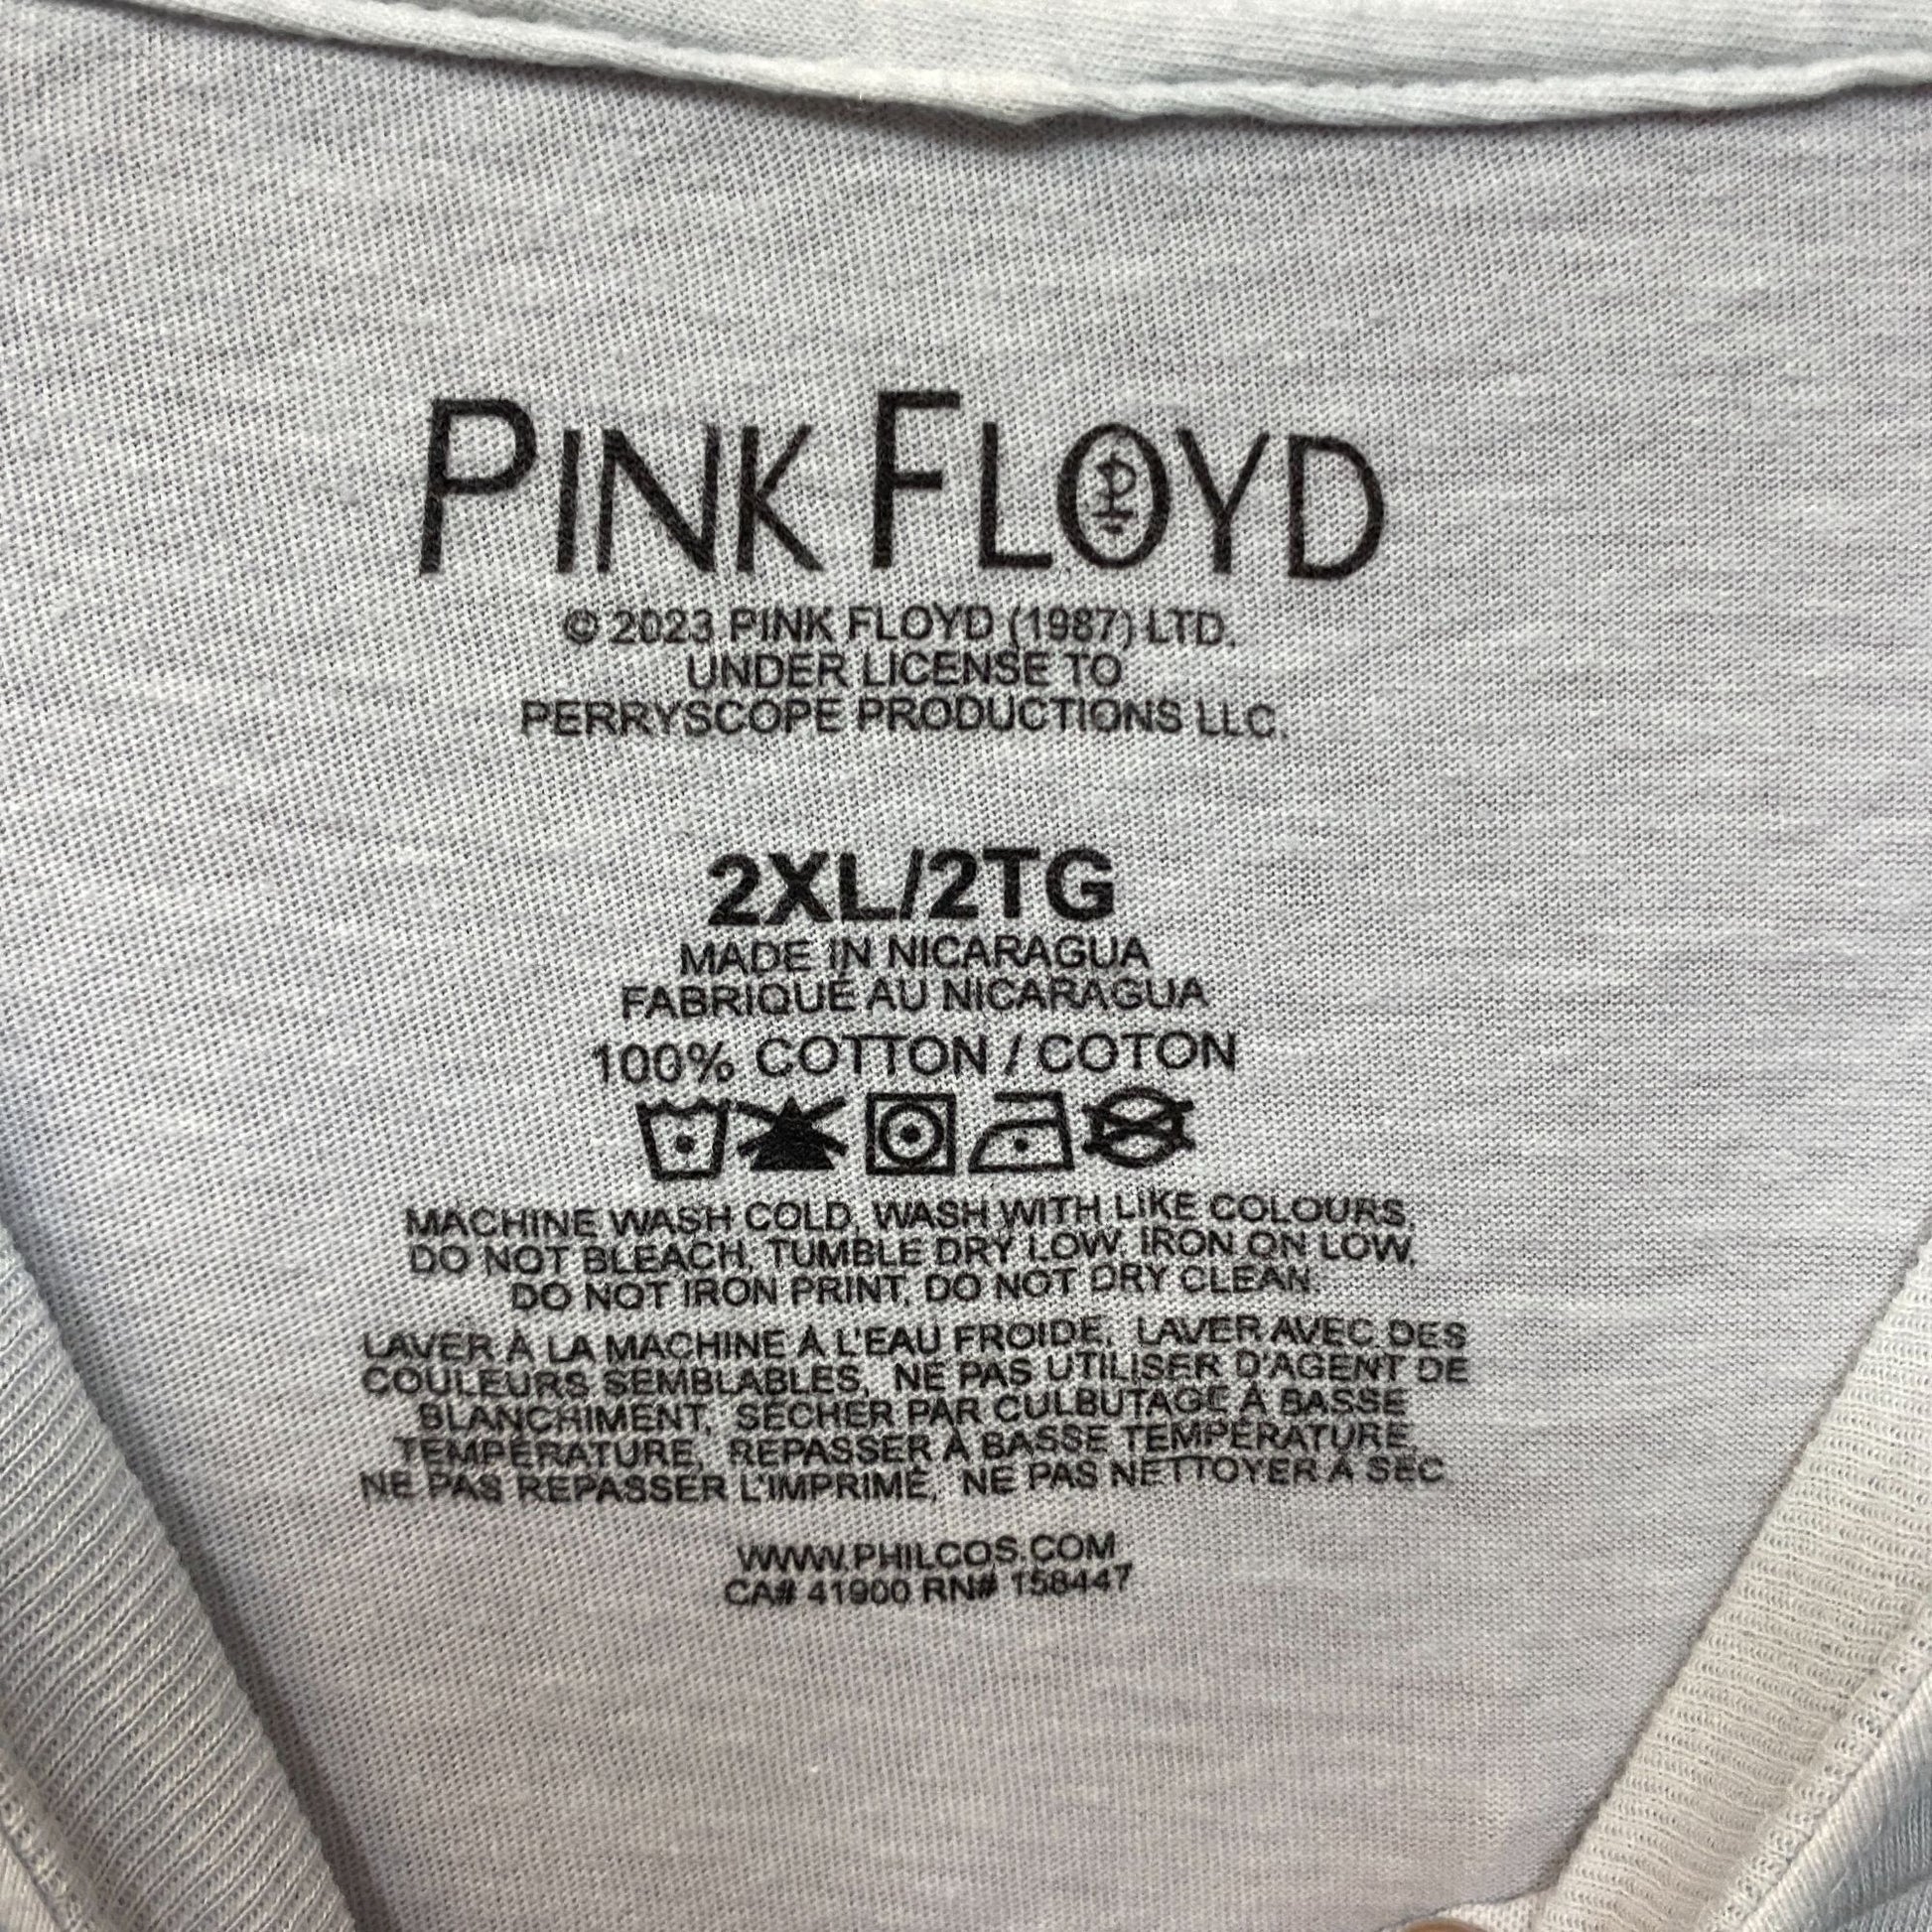 PINK FLOYD
© 2023 PINK FLOYD (1987) LTD.
UNDER LICENSE TO
PERRYSCOPE PRODUCTIONS LLC.
2XL/2TG
MADE IN NICARAGUA
FABRIQUÉ AU NICARAGUA
100% COTTON / COTON
MACHINE WASH COLD, WASH WITH LIKE COLOURS,
DO NOT BLEACH, TUMBLE DRY LOW, IRON ON LOW,
DO NOT IRON PRINT, DO NOT DRY CLEAN.
LAVER À LA MACHINE À L'EAU FROIDE, LAVER AVEC DES
COULEURS SEMBLABLES, NE PAS UTILISER D'AGENT DE
BLANCHIMENT, SÉCHER PAR CULBUTAGE À BASSE
TEMPÉRATURE, REPASSER À BASSE TEMPÉRATURE,
NE PAS REPASSER L'IMPRIMÉ, NE PAS NETTOYER À SEC
WWW.PHILCOS.COM
CA# 41900 RN# 158447